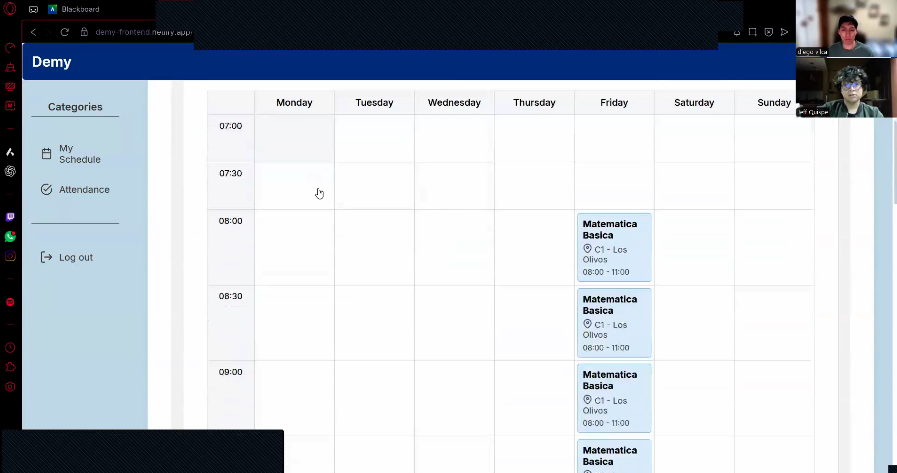 Blackboard
demy-frontend.netlify.app/
diego vilca
Demy
Jeff Quispe
Categories
My
Schedule
Attendance
Log out
Monday Tuesday Wednesday Thursday Friday Saturday Sunday
07:00
07:30
08:00
Matematica
Basica
C1 - Los
Olivos
08:00 - 11:00
08:30
Matematica
Basica
C1 - Los
Olivos
08:00 - 11:00
09:00
Matematica
Basica
C1 - Los
Olivos
08:00 - 11:00
Matematica
Basica